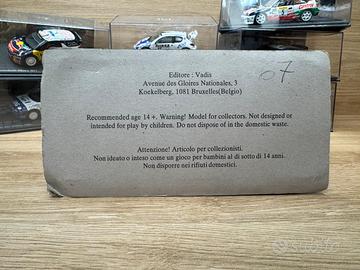 Editore : Vadis
07
Avenue des Gloires Nationales, 3
Koekelberg, 1081 Bruxelles(Belgio)
Recommended age 14 +. Warning! Model for collectors. Not designed or
intended for play by children. Do not dispose of in the domestic waste.
Attenzione! Articolo per collezionisti.
Non ideato o inteso come un gioco per bambini al di sotto di 14 anni.
Non disporre nei rifiuti domestici.